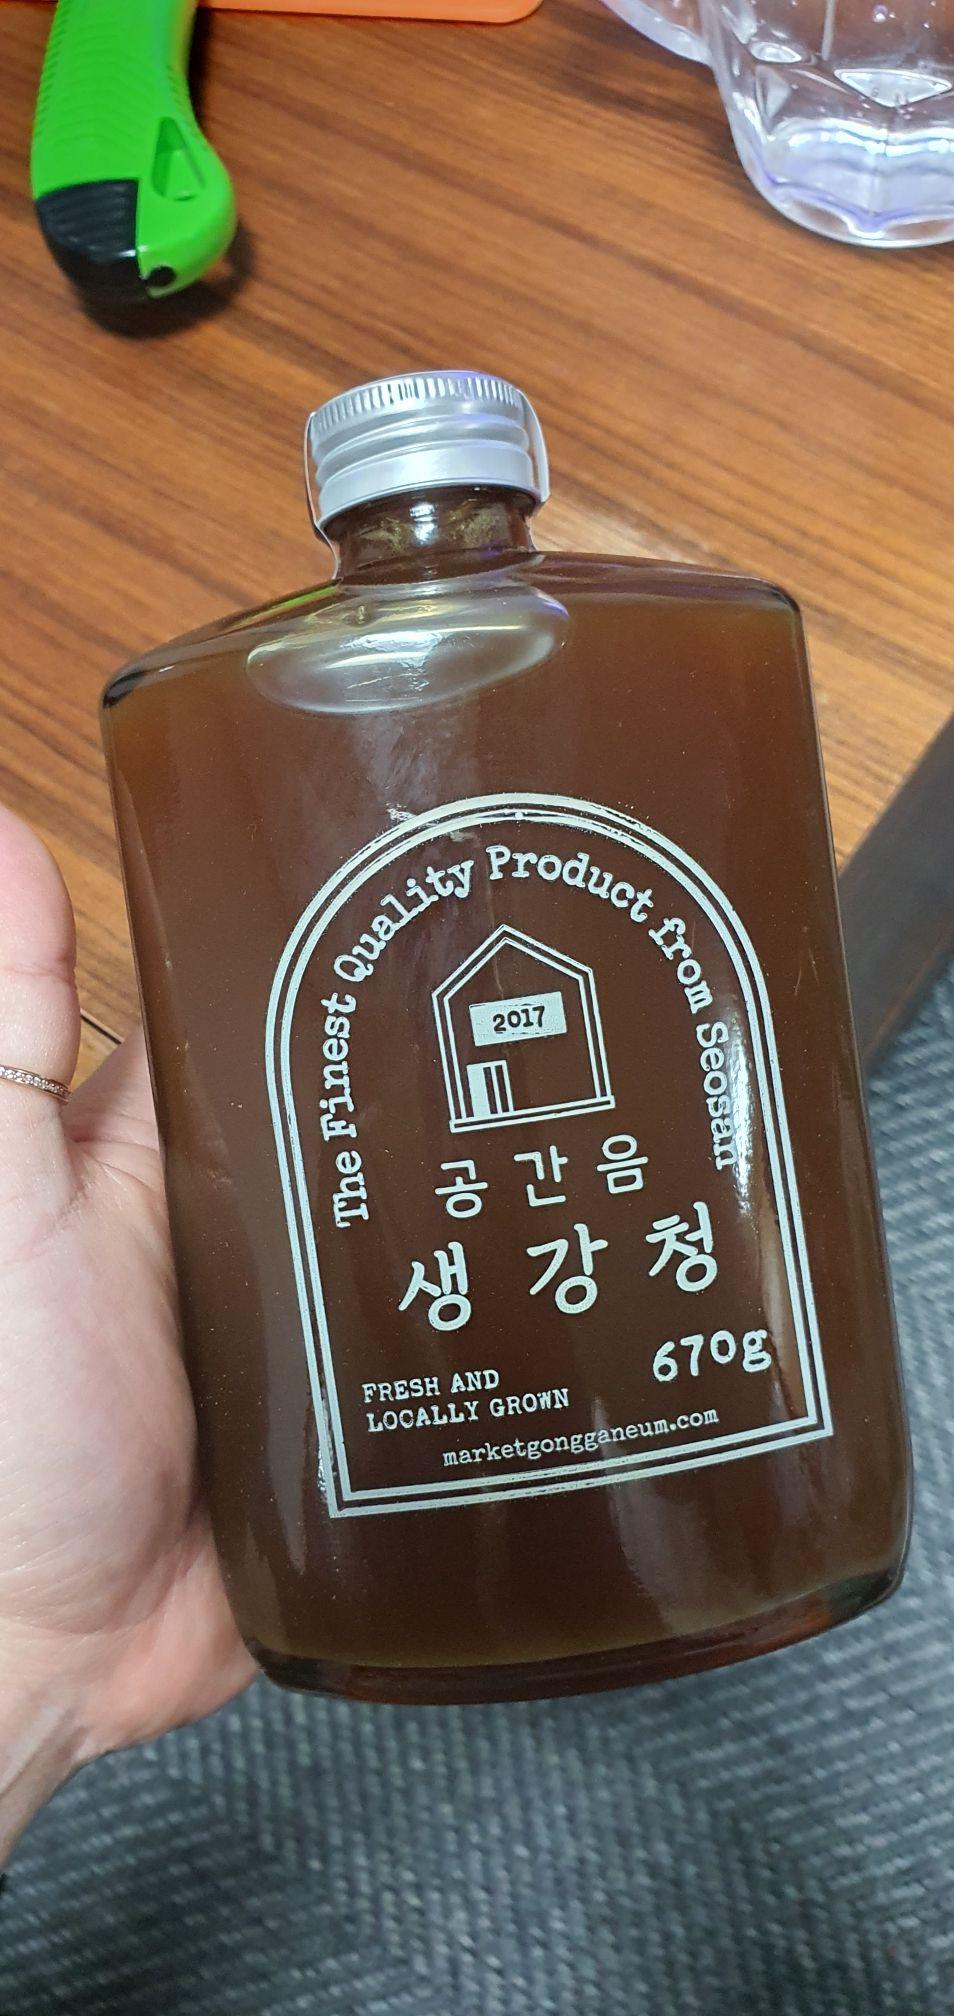 The Finest Quality Product from Seosan
2017
공간음
생강청
670g
FRESH AND
LOCALLY GROWN
marketgongganeum.com